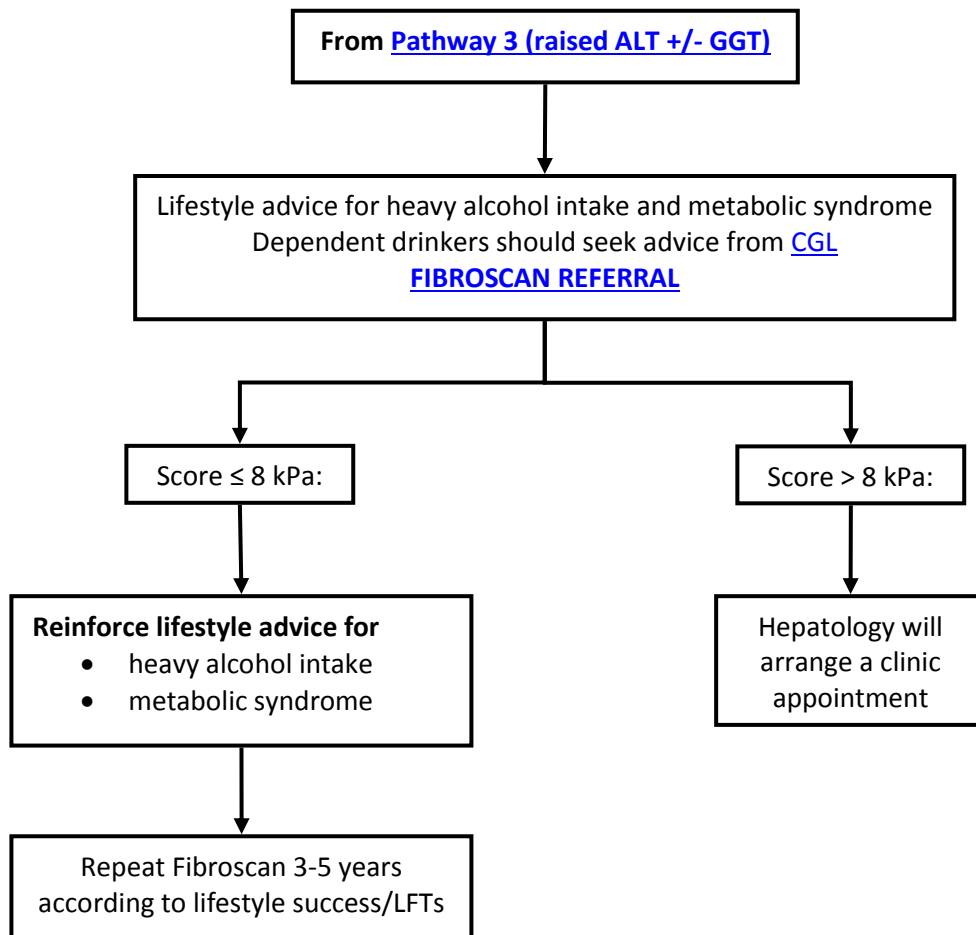 From Pathway 3 (raised ALT +/- GGT)
Lifestyle advice for heavy alcohol intake and metabolic syndrome
Dependent drinkers should seek advice from CGL
FIBROSCAN REFERRAL
Score ≤ 8 kPa:
Score > 8 kPa:
Reinforce lifestyle advice for
• heavy alcohol intake
• metabolic syndrome
Hepatology will
arrange a clinic
appointment
Repeat Fibroscan 3-5 years
according to lifestyle success/LFTs